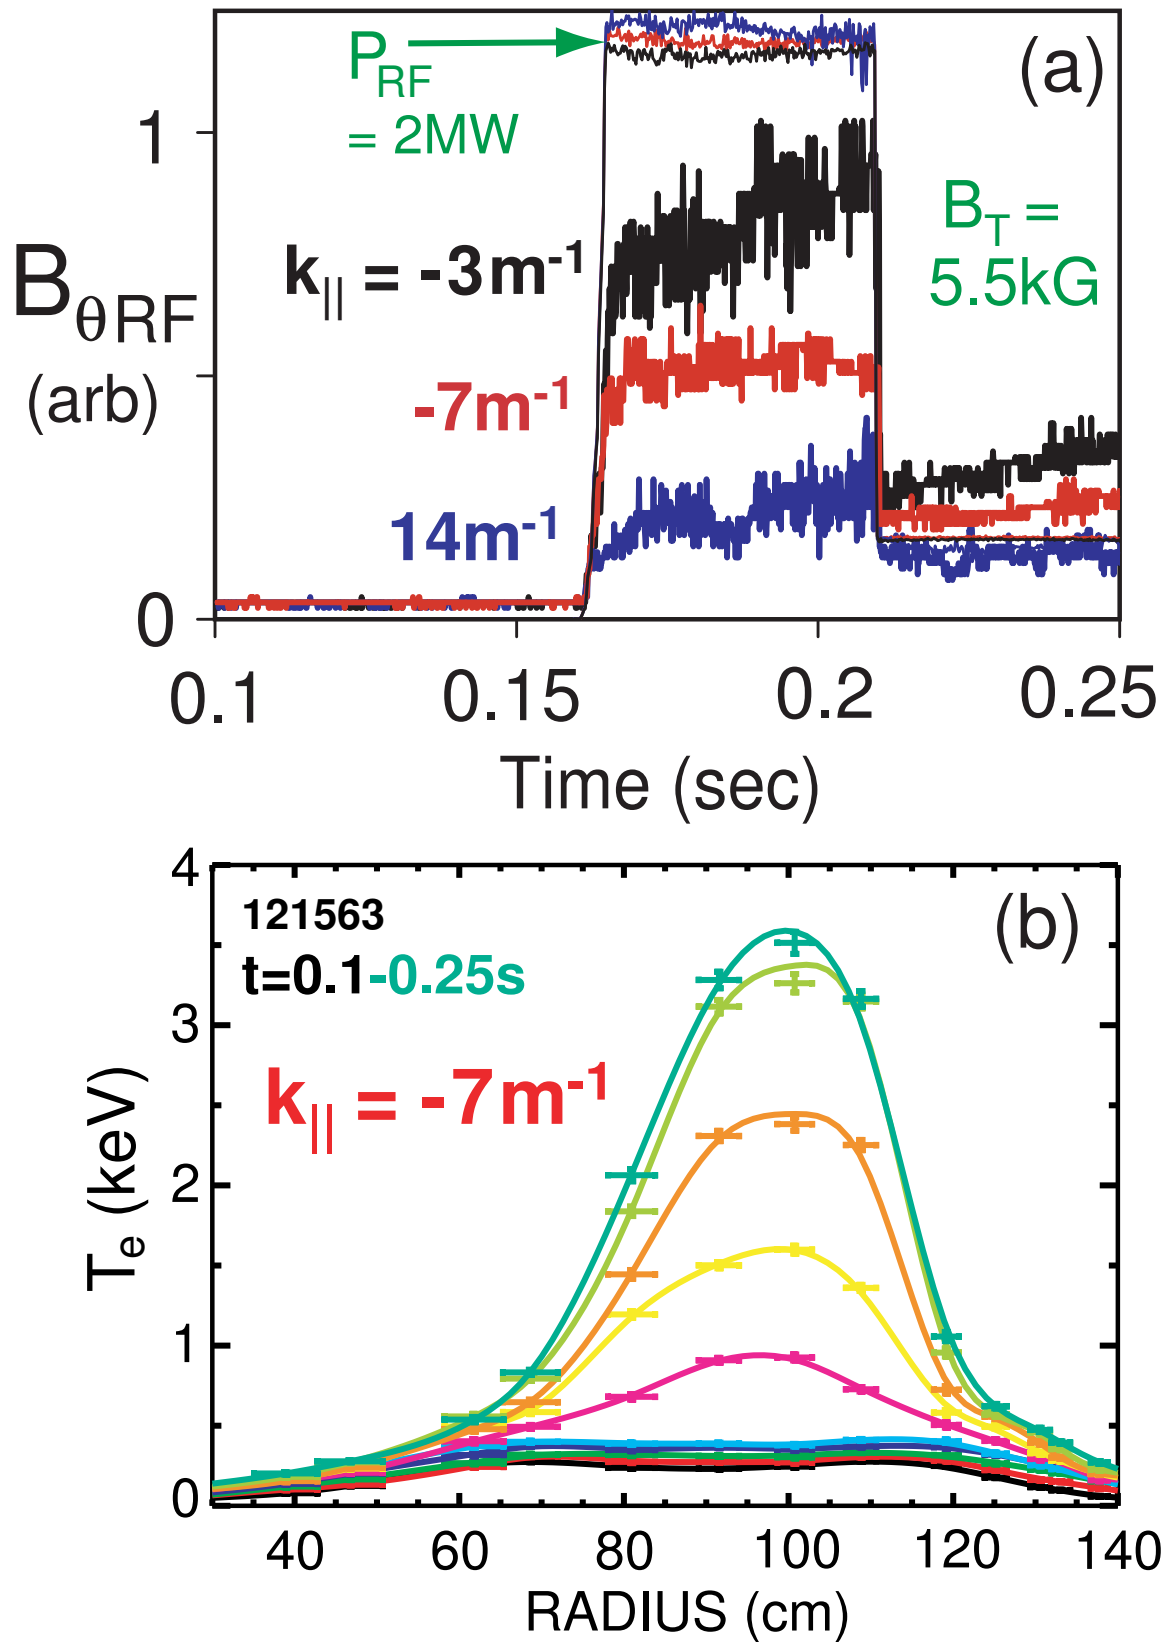 (a)
P_RF
= 2MW
1
B_T =
5.5kG
k_|| = -3m^-1
B_θRF
(arb)
-7m^-1
14m^-1
0
0.1 0.15 0.2 0.25
Time (sec)
4
(b)
121563
t=0.1-0.25s
3
k_|| = -7m^-1
T_e (keV)
2
1
0
40 60 80 100 120 140
RADIUS (cm)